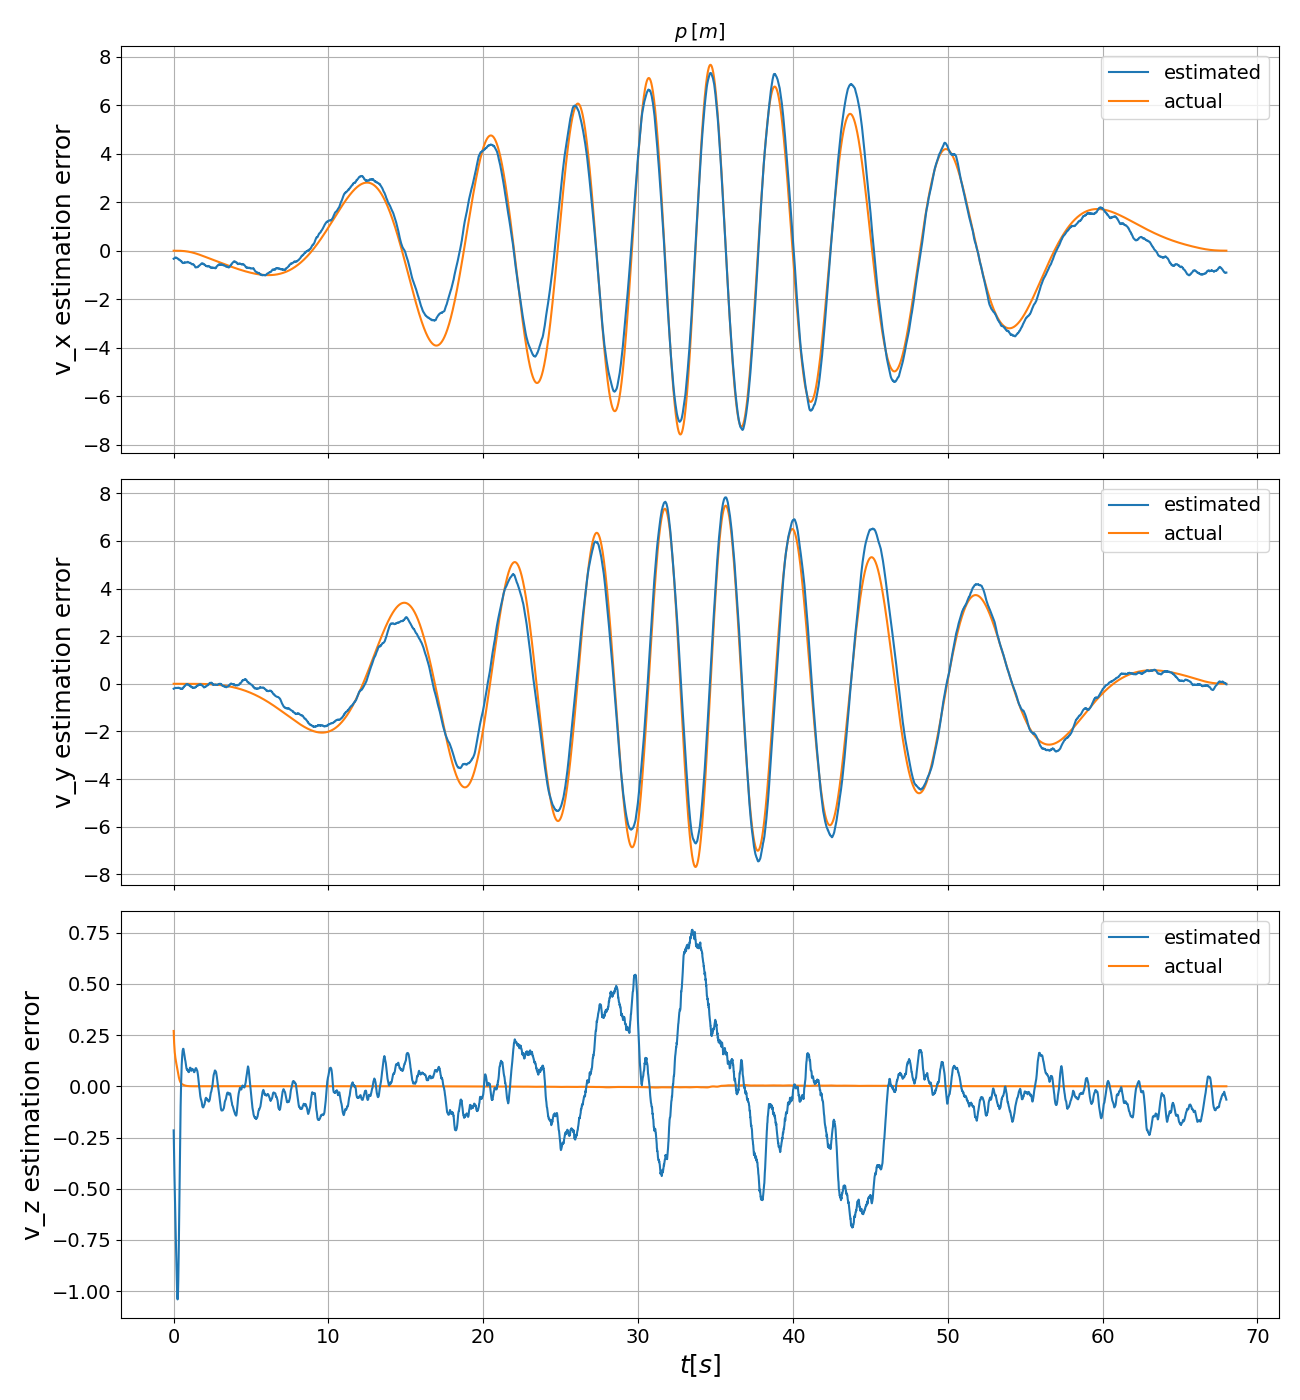 p [m]
8
6
4
2
0
−2
−4
−6
−8
v_x estimation error
estimated
actual
8
6
4
2
0
−2
−4
−6
−8
v_y estimation error
estimated
actual
0.75
0.50
0.25
0.00
−0.25
−0.50
−0.75
−1.00
v_z estimation error
estimated
actual
0 10 20 30 40 50 60 70
t[s]